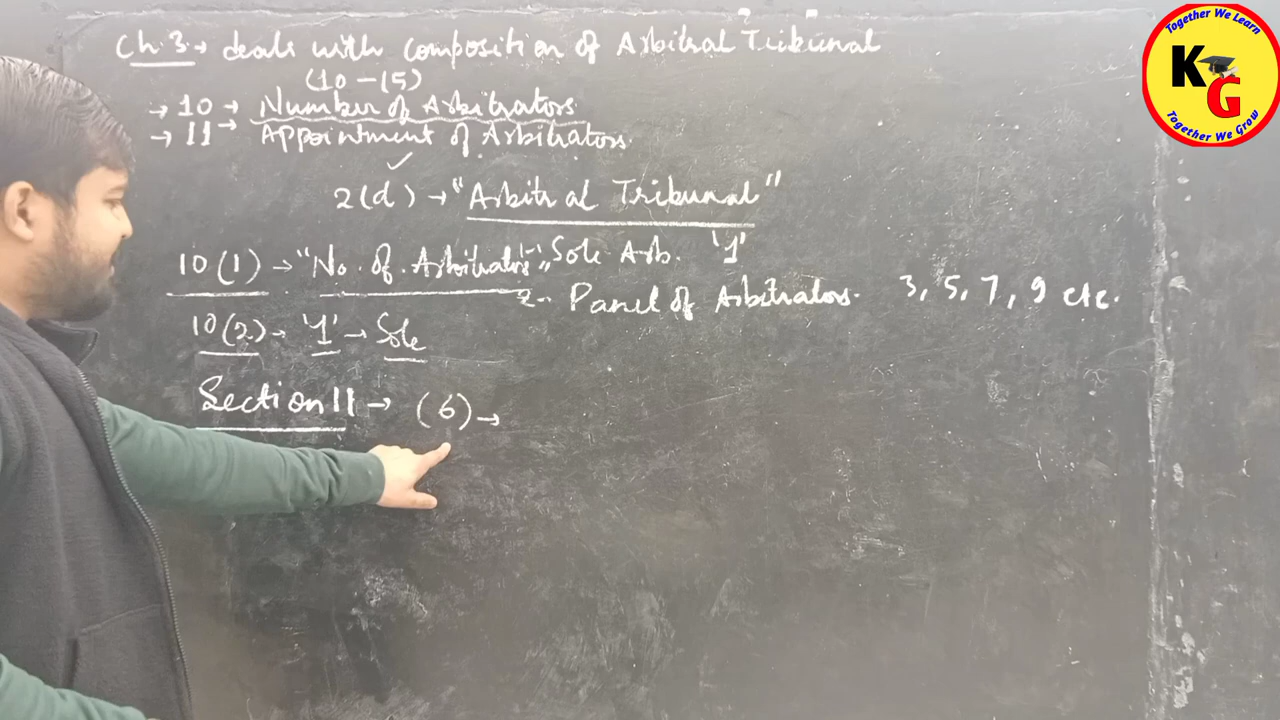 Ch.3. → deals with composition of Arbitral Tribunal
(10 - 15)
→ 10 → Number of Arbitrators
→ 11 → Appointment of Arbitrators.
2(d) → "Arbitral Tribunal"
10(1) → "No. of. Arbitrators" 1- Sole Arb. '1'
2- Panel of Arbitrators. 3, 5, 7, 9 etc.
10(2) - '1' - Sole
Section 11 → (6) →
Together We Learn
KG
Together We Grow